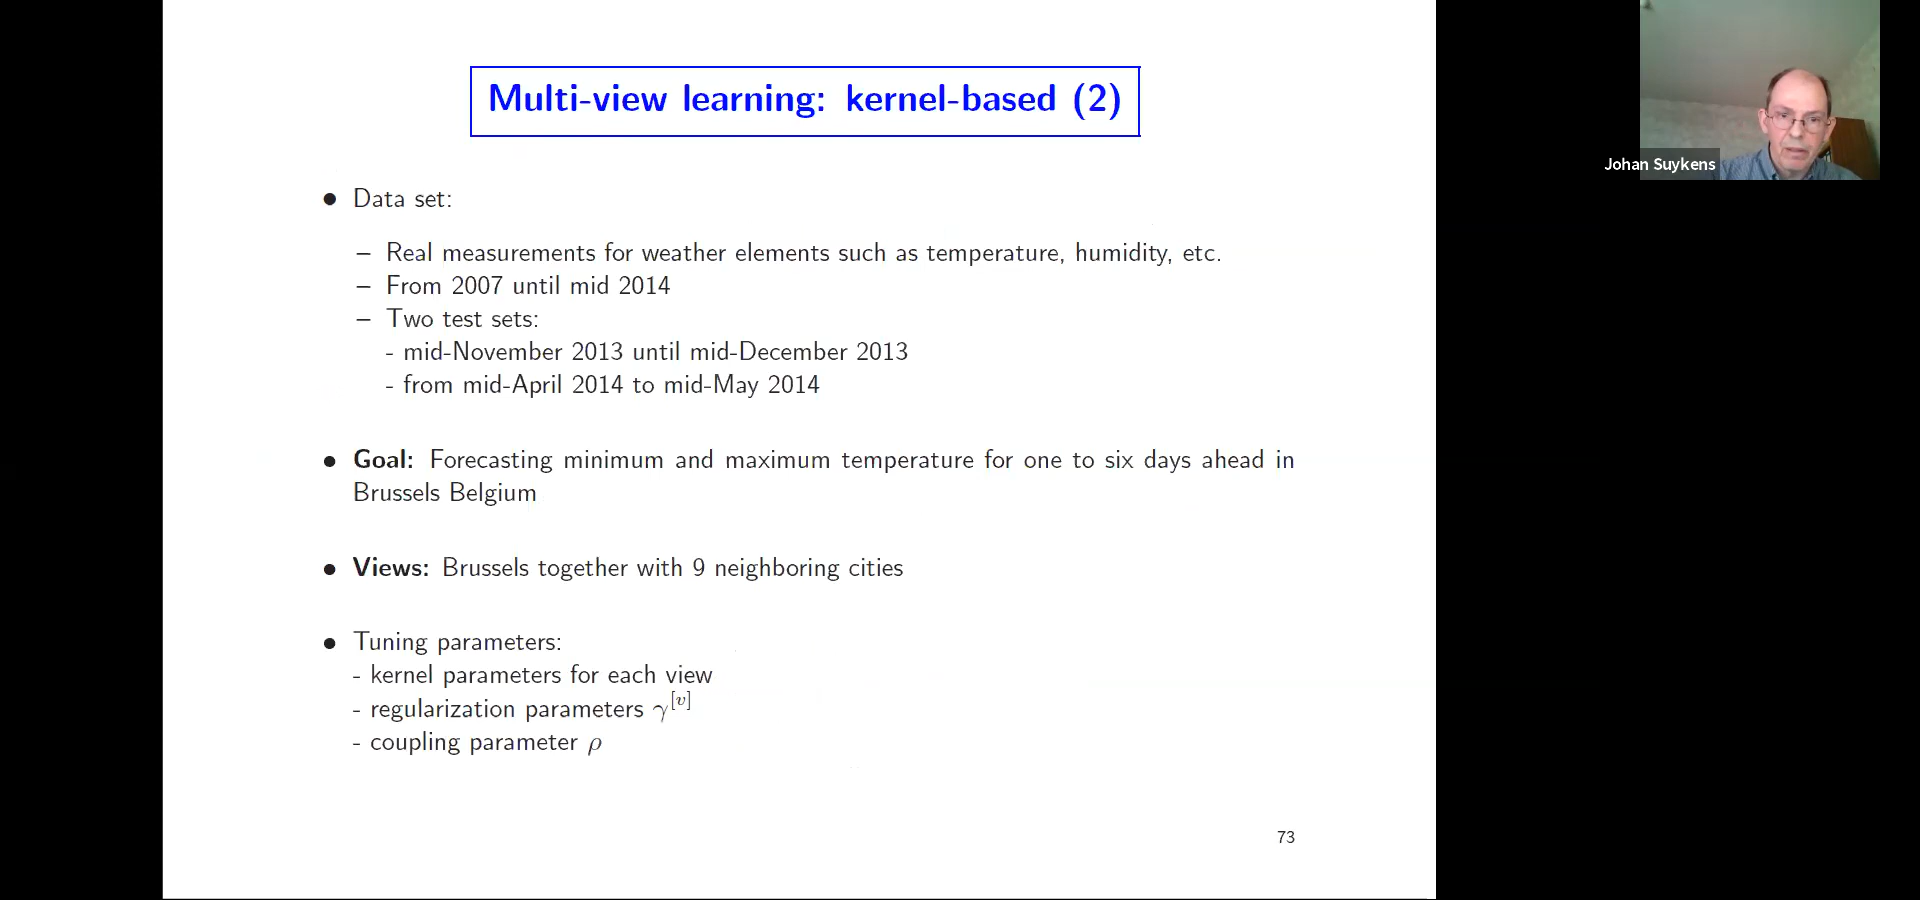 Multi-view learning: kernel-based (2)
Johan Suykens
• Data set:
– Real measurements for weather elements such as temperature, humidity, etc.
– From 2007 until mid 2014
– Two test sets:
- mid-November 2013 until mid-December 2013
- from mid-April 2014 to mid-May 2014
• Goal: Forecasting minimum and maximum temperature for one to six days ahead in
Brussels Belgium
• Views: Brussels together with 9 neighboring cities
• Tuning parameters:
- kernel parameters for each view
- regularization parameters γ^[v]
- coupling parameter ρ
73